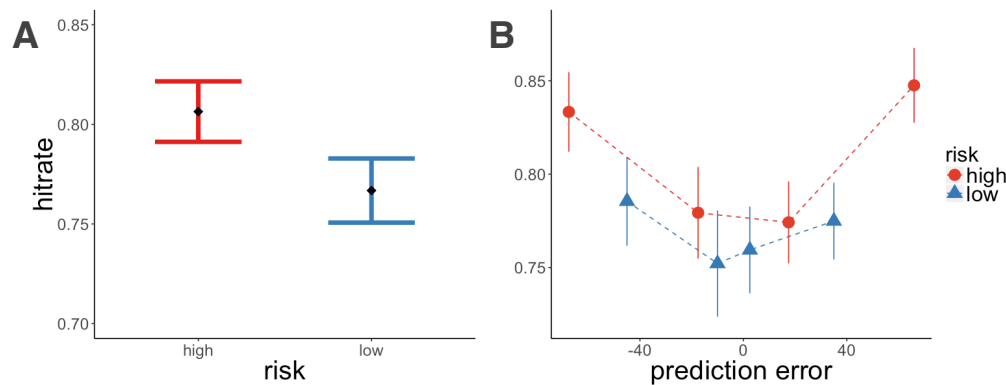 A
0.85
0.80
0.75
0.70
hitrate
high
low
risk
B
0.85
0.80
0.75
-40
0
40
prediction error
risk
high
low